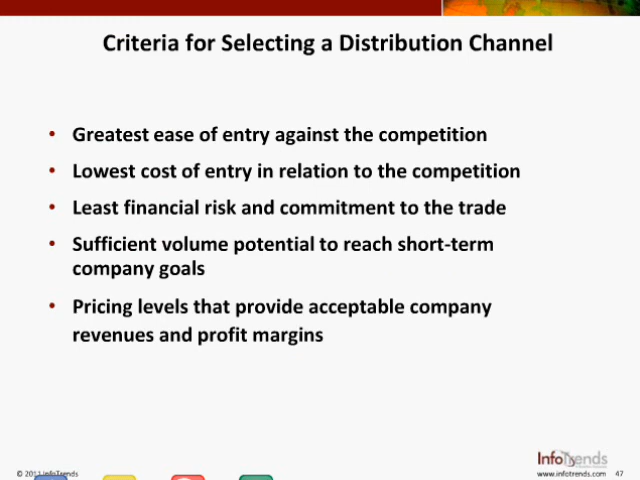 Criteria for Selecting a Distribution Channel
• Greatest ease of entry against the competition
• Lowest cost of entry in relation to the competition
• Least financial risk and commitment to the trade
• Sufficient volume potential to reach short-term
company goals
• Pricing levels that provide acceptable company
revenues and profit margins
InfoTrends
© 2011 InfoTrends
www.infotrends.com 47